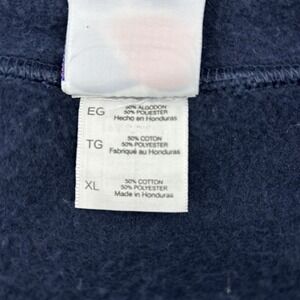 EG
50% ALGODON
50% POLIESTER
Hecho en Honduras
TG
50% COTON
50% POLYESTER
Fabriqué au Honduras
XL
50% COTTON
50% POLYESTER
Made in Honduras